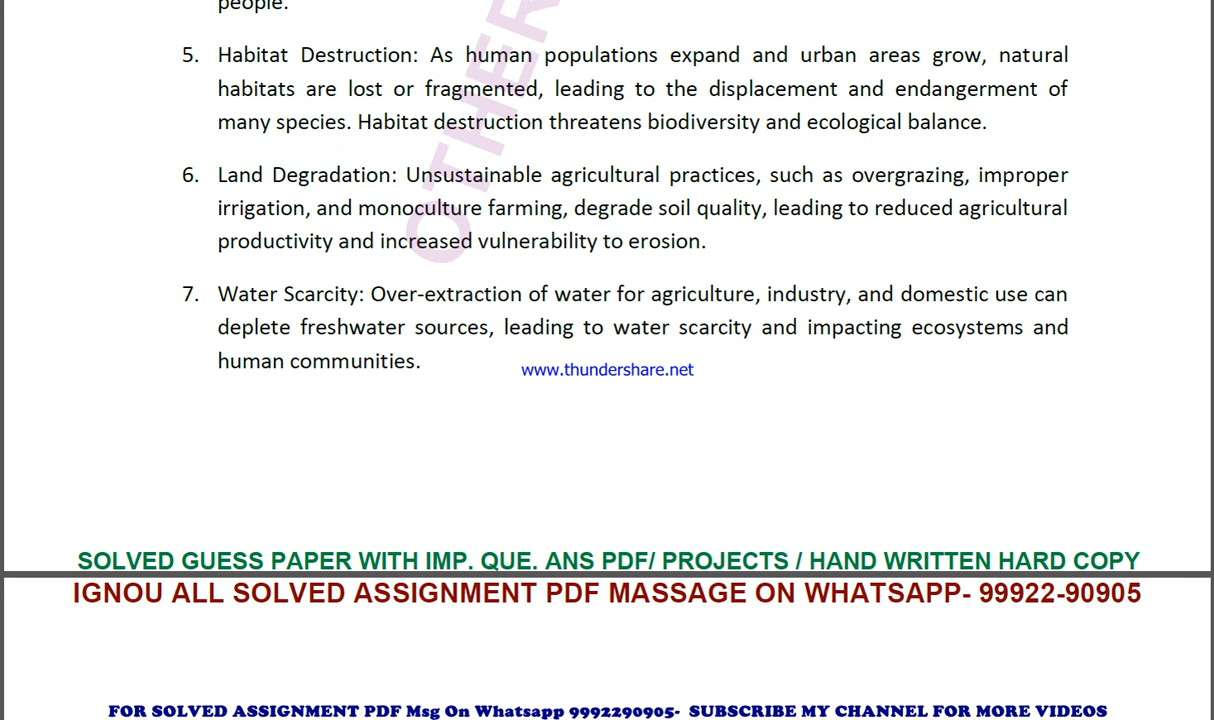 people.
5. Habitat Destruction: As human populations expand and urban areas grow, natural
habitats are lost or fragmented, leading to the displacement and endangerment of
many species. Habitat destruction threatens biodiversity and ecological balance.
6. Land Degradation: Unsustainable agricultural practices, such as overgrazing, improper
irrigation, and monoculture farming, degrade soil quality, leading to reduced agricultural
productivity and increased vulnerability to erosion.
7. Water Scarcity: Over-extraction of water for agriculture, industry, and domestic use can
deplete freshwater sources, leading to water scarcity and impacting ecosystems and
human communities.
www.thundershare.net
OTHER
SOLVED GUESS PAPER WITH IMP. QUE. ANS PDF/ PROJECTS / HAND WRITTEN HARD COPY
IGNOU ALL SOLVED ASSIGNMENT PDF MASSAGE ON WHATSAPP- 99922-90905
FOR SOLVED ASSIGNMENT PDF Msg On Whatsapp 9992290905- SUBSCRIBE MY CHANNEL FOR MORE VIDEOS